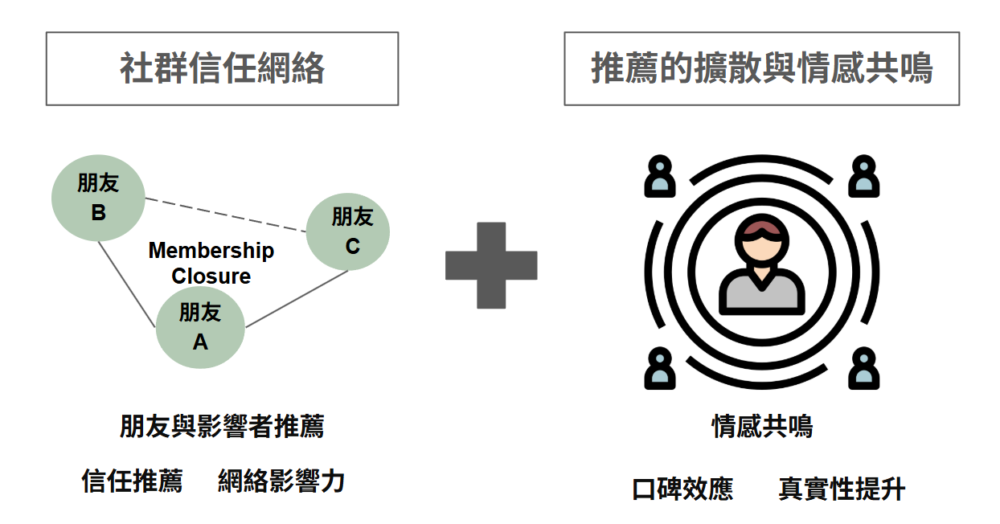 社群信任網絡
推薦的擴散與情感共鳴
朋友
B
朋友
C
Membership
Closure
朋友
A
朋友與影響者推薦
情感共鳴
信任推薦 網絡影響力
口碑效應 真實性提升